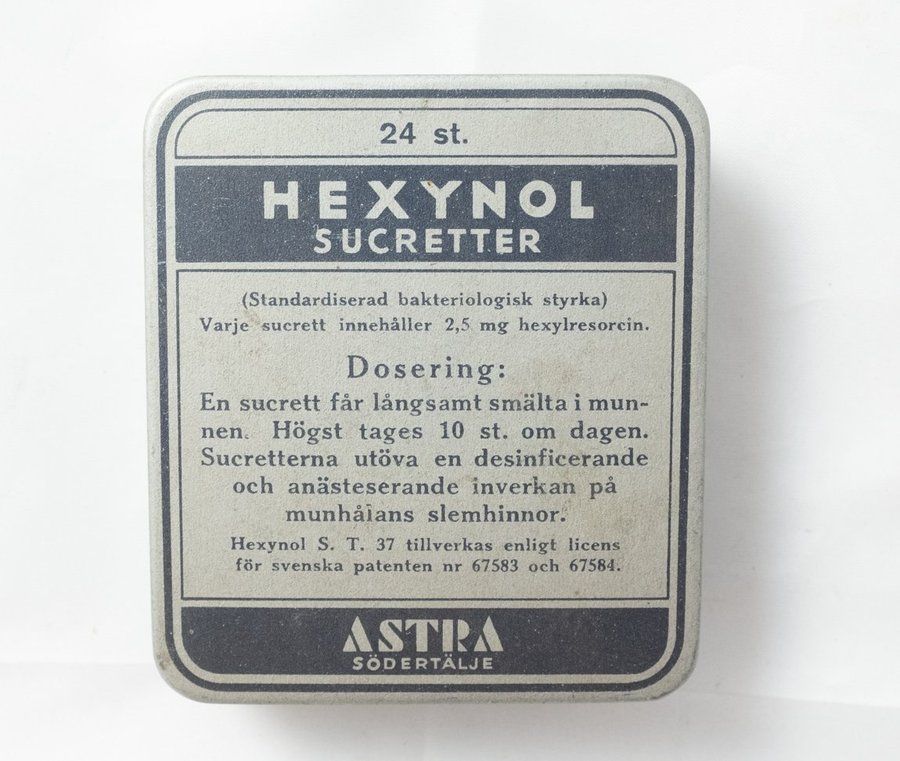 24 st.
HEXYNOL
SUCRETTER
(Standardiserad bakteriologisk styrka)
Varje sucrett innehåller 2,5 mg hexylresorcin.
Dosering:
En sucrett får långsamt smälta i mun-
nen. Högst tages 10 st. om dagen.
Sucretterna utöva en desinficerande
och anästeserande inverkan på
munhålans slemhinnor.
Hexynol S. T. 37 tillverkas enligt licens
för svenska patenten nr 67583 och 67584.
ASTRA
SÖDERTÄLJE